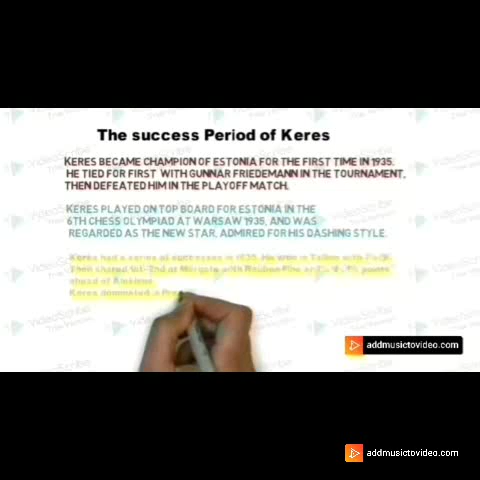 The success Period of Keres
KERES BECAME CHAMPION OF ESTONIA FOR THE FIRST TIME IN 1935.
HE TIED FOR FIRST WITH GUNNAR FRIEDEMANN IN THE TOURNAMENT,
THEN DEFEATED HIM IN THE PLAYOFF MATCH.
KERES PLAYED ON TOP BOARD FOR ESTONIA IN THE
6TH CHESS OLYMPIAD AT WARSAW 1935, AND WAS
REGARDED AS THE NEW STAR, ADMIRED FOR HIS DASHING STYLE.
Keres had a series of successes in He won in Tallinn with
Then shared 1st-2nd at Margate with Reuben Fine points
ahead of Alekhine
Keres dominated
addmusictovideo.com
addmusictovideo.com